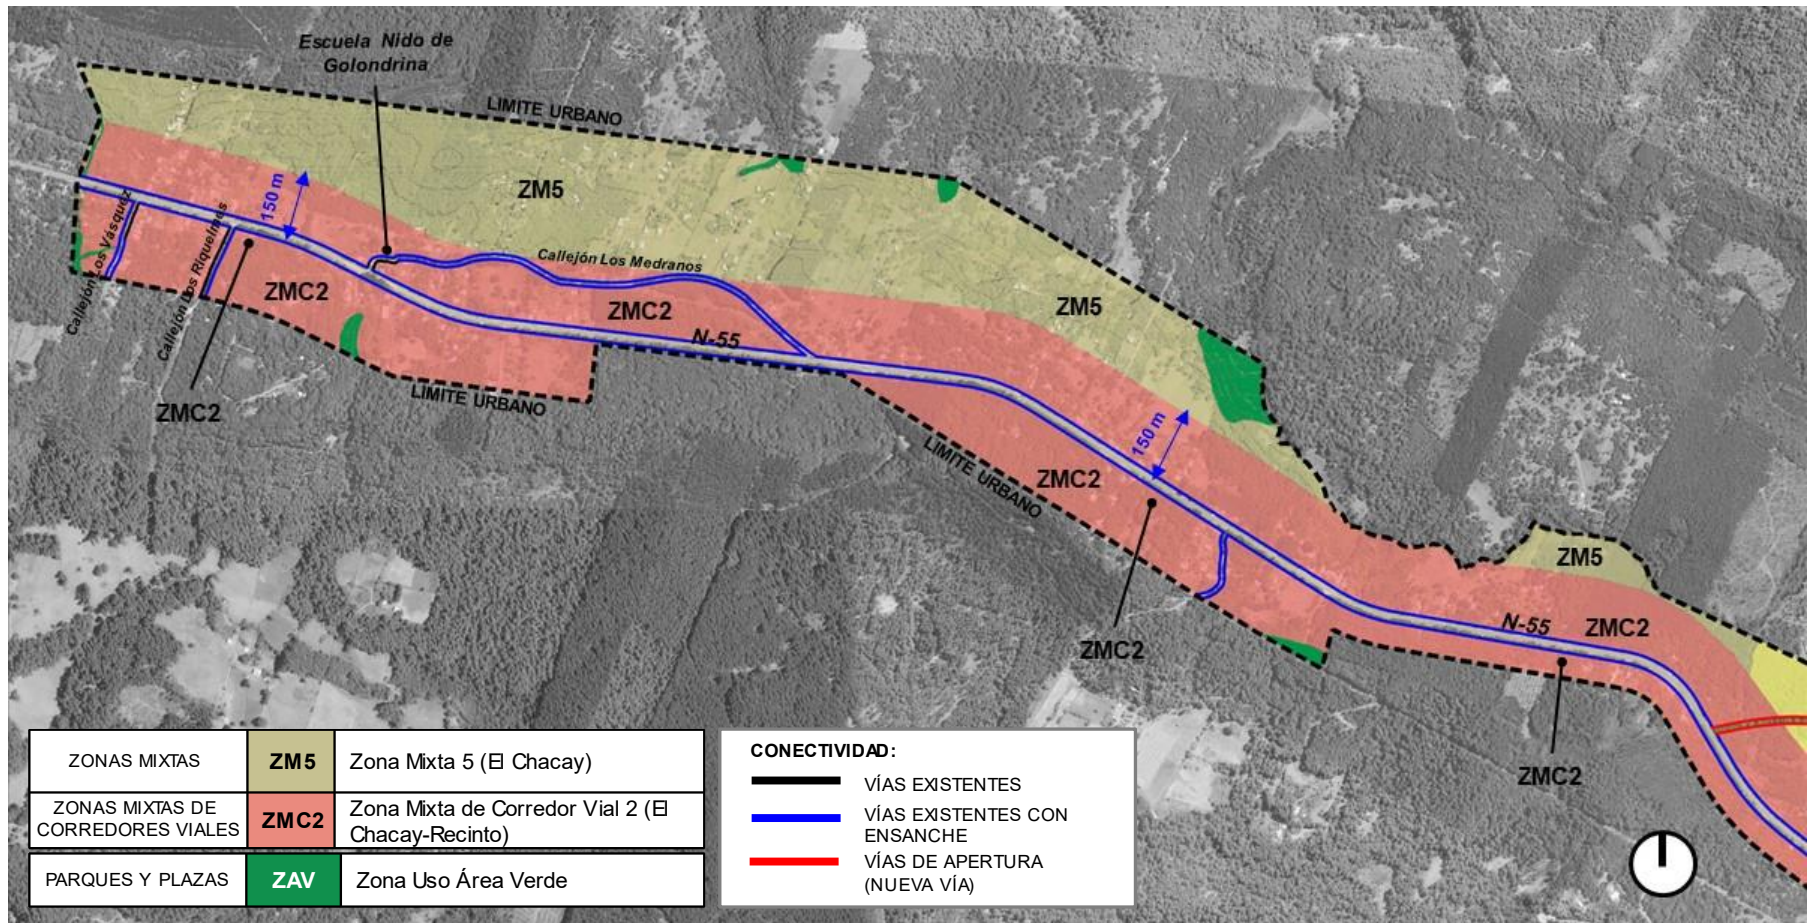 Escuela Nido de
Golondrina
LIMITE URBANO
ZM5
150 m
Callejón Los Vásquez
Callejón Los Riquelmes
Callejón Los Medranos
ZMC2
ZMC2
N-55
ZM5
ZMC2
LIMITE URBANO
150 m
LIMITE URBANO
ZMC2
ZM5
N-55
ZMC2
ZMC2
ZMC2
ZONAS MIXTAS
ZM5
Zona Mixta 5 (El Chacay)
ZONAS MIXTAS DE
CORREDORES VIALES
ZMC2
Zona Mixta de Corredor Vial 2 (El
Chacay-Recinto)
PARQUES Y PLAZAS
ZAV
Zona Uso Área Verde
CONECTIVIDAD:
VÍAS EXISTENTES
VÍAS EXISTENTES CON
ENSANCHE
VÍAS DE APERTURA
(NUEVA VÍA)